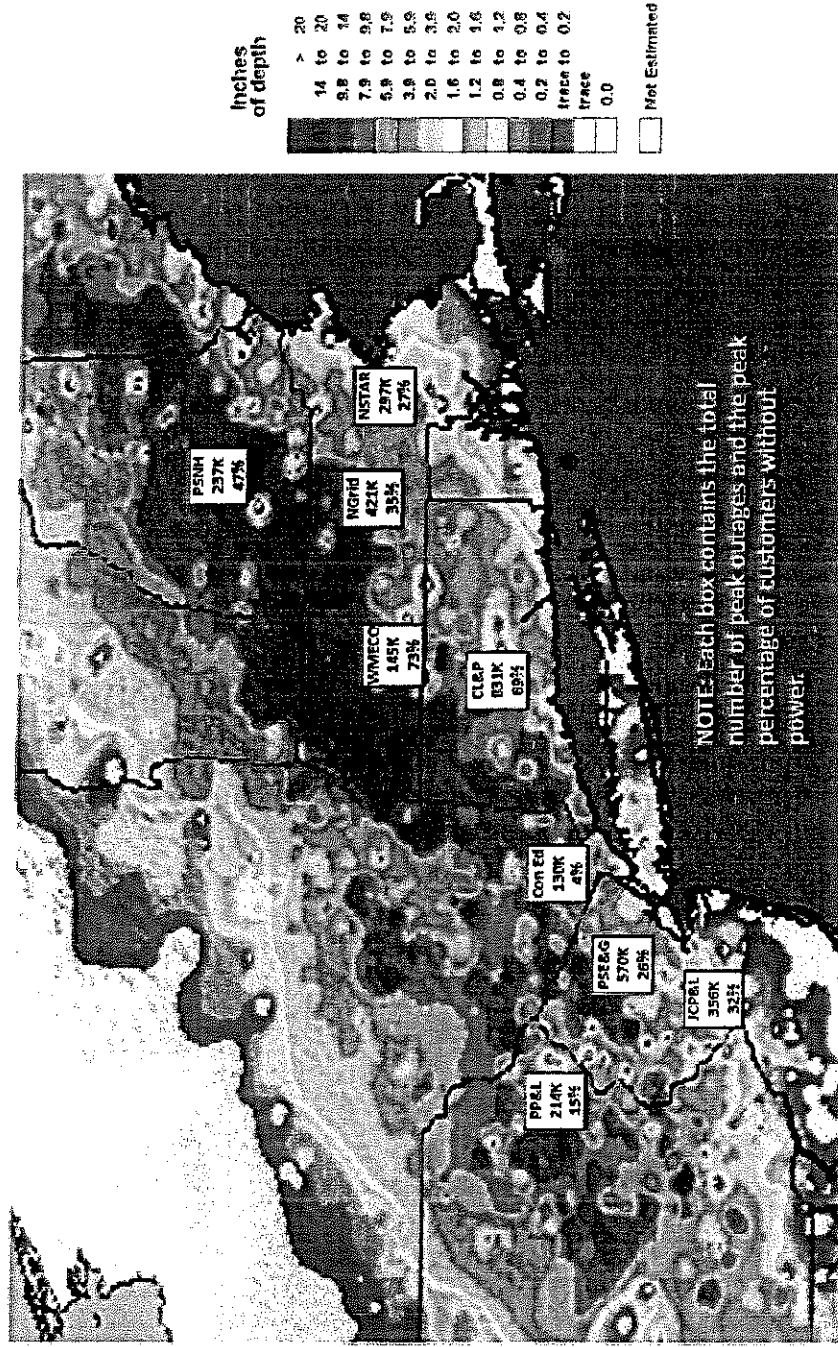 Inches
of depth
> 20
14 to 20
9.8 to 14
7.9 to 9.8
5.9 to 7.9
3.9 to 5.9
2.0 to 3.9
1.6 to 2.0
1.2 to 1.6
0.8 to 1.2
0.4 to 0.8
0.2 to 0.4
trace to 0.2
trace
0.0
Not Estimated
PSNH
237K
47%
NGrid
421K
35%
NSTAR
297K
27%
WMECO
145K
73%
CL&P
831K
69%
Con Ed
130K
4%
PSE&G
570K
26%
PP&L
214K
15%
JCP&L
356K
32%
NOTE: Each box contains the total
number of peak outages and the peak
percentage of customers without
power.